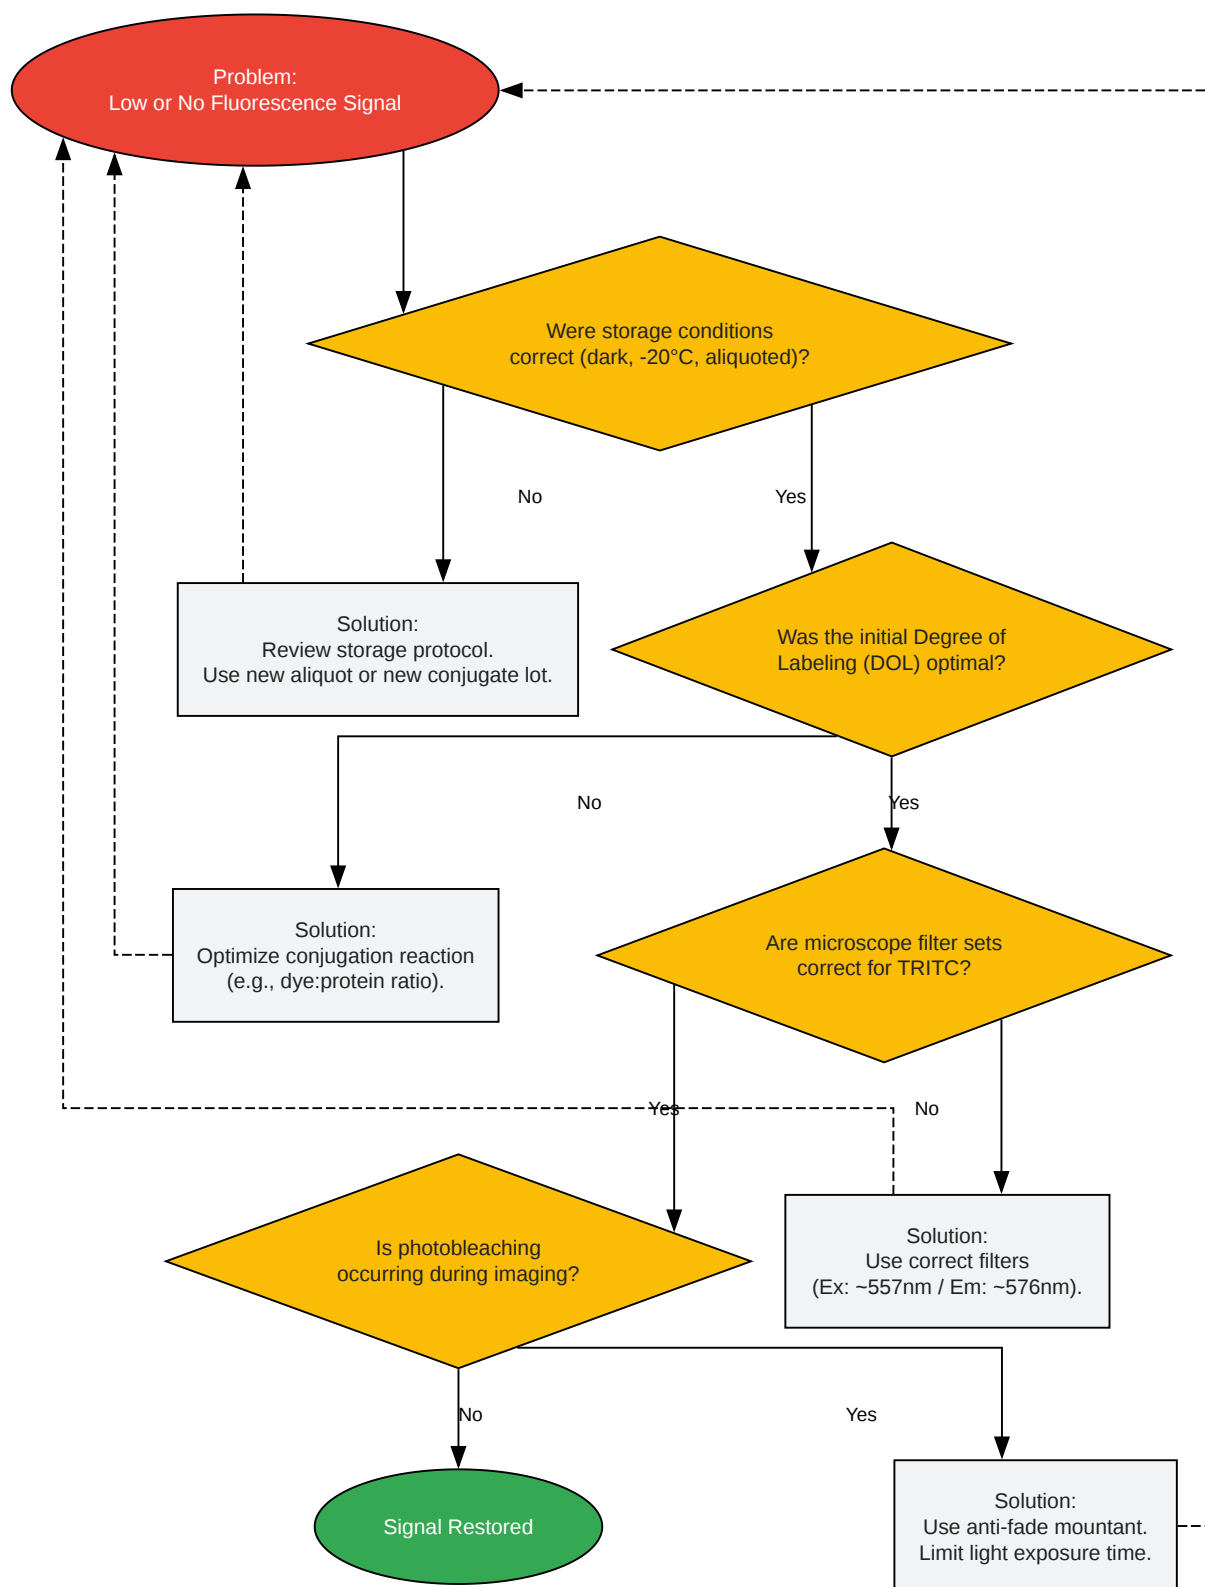 Problem:
Low or No Fluorescence Signal
Were storage conditions
correct (dark, -20°C, aliquoted)?
No
Yes
Solution:
Review storage protocol.
Use new aliquot or new conjugate lot.
Was the initial Degree of
Labeling (DOL) optimal?
No
Yes
Solution:
Optimize conjugation reaction
(e.g., dye:protein ratio).
Are microscope filter sets
correct for TRITC?
Yes
No
Is photobleaching
occurring during imaging?
Solution:
Use correct filters
(Ex: ~557nm / Em: ~576nm).
No
Yes
Signal Restored
Solution:
Use anti-fade mountant.
Limit light exposure time.